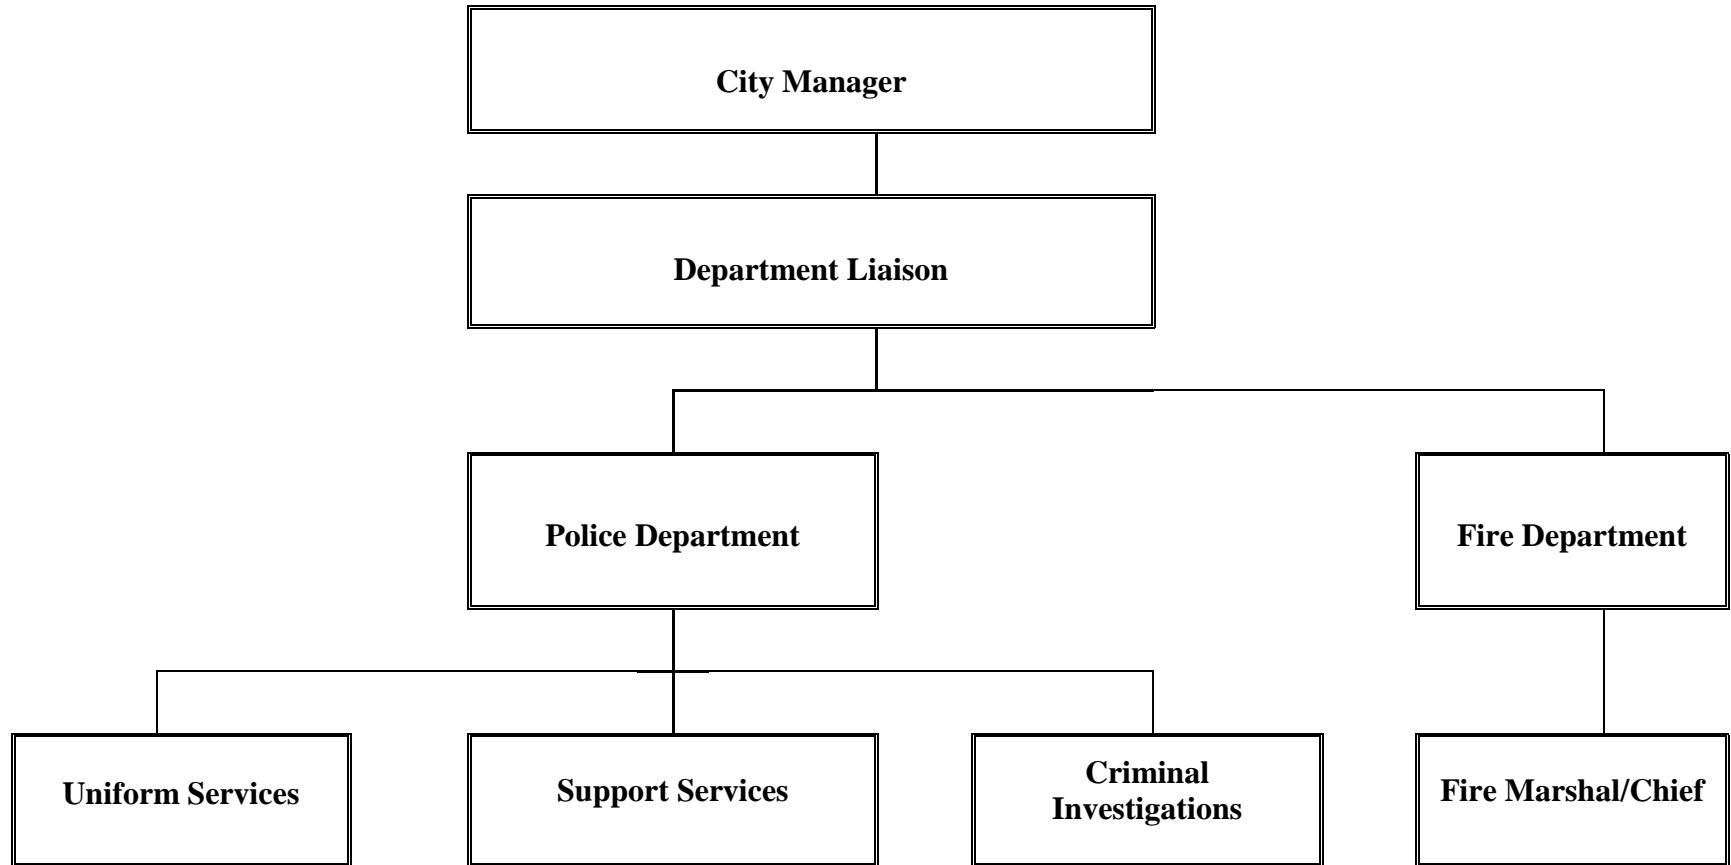 City Manager
Department Liaison
Police Department
Fire Department
Uniform Services
Support Services
Criminal
Investigations
Fire Marshal/Chief